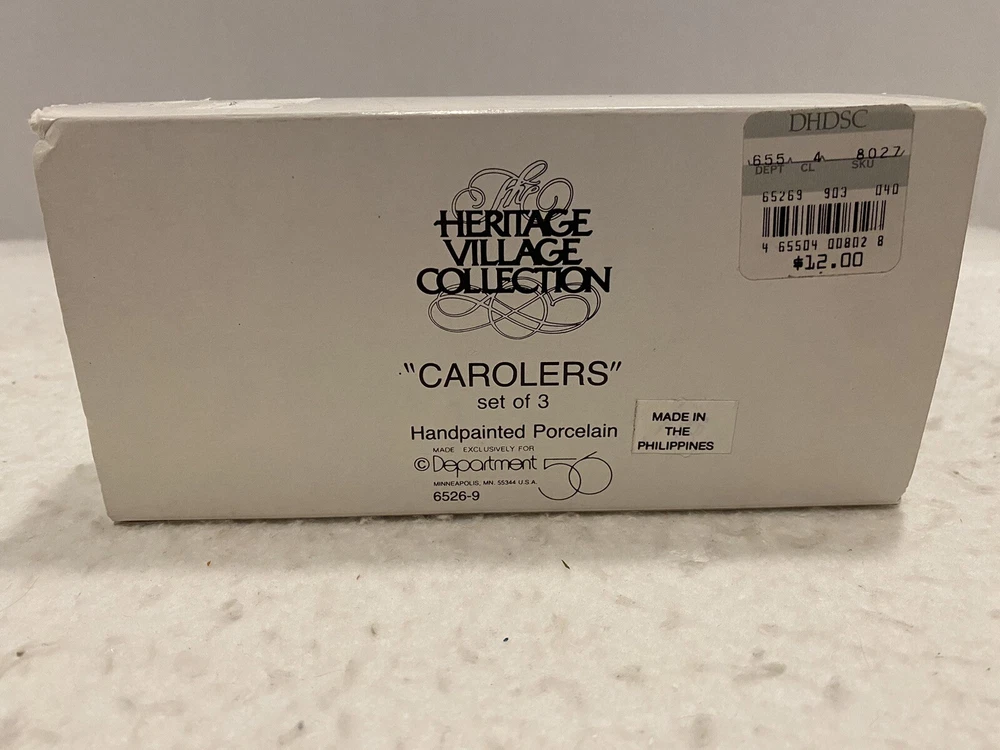 The
HERITAGE
VILLAGE
COLLECTION
"CAROLERS"
set of 3
Handpainted Porcelain
MADE EXCLUSIVELY FOR
© Department 56
MINNEAPOLIS, MN. 55344 U.S.A.
6526-9
MADE IN
THE
PHILIPPINES
DHDSC
655 4 8027
DEPT CL SKU
65269 903 040
4 65504 00802 8
$12.00